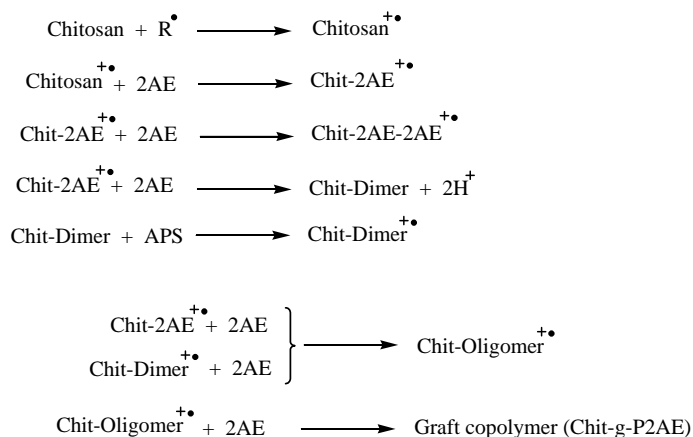 Chitosan + R• ⟶ Chitosan+•
Chitosan+• + 2AE ⟶ Chit-2AE+•
Chit-2AE+• + 2AE ⟶ Chit-2AE-2AE+•
Chit-2AE+• + 2AE ⟶ Chit-Dimer + 2H+
Chit-Dimer + APS ⟶ Chit-Dimer+•
Chit-2AE+• + 2AE
Chit-Dimer+• + 2AE
⟶ Chit-Oligomer+•
Chit-Oligomer+• + 2AE ⟶ Graft copolymer (Chit-g-P2AE)